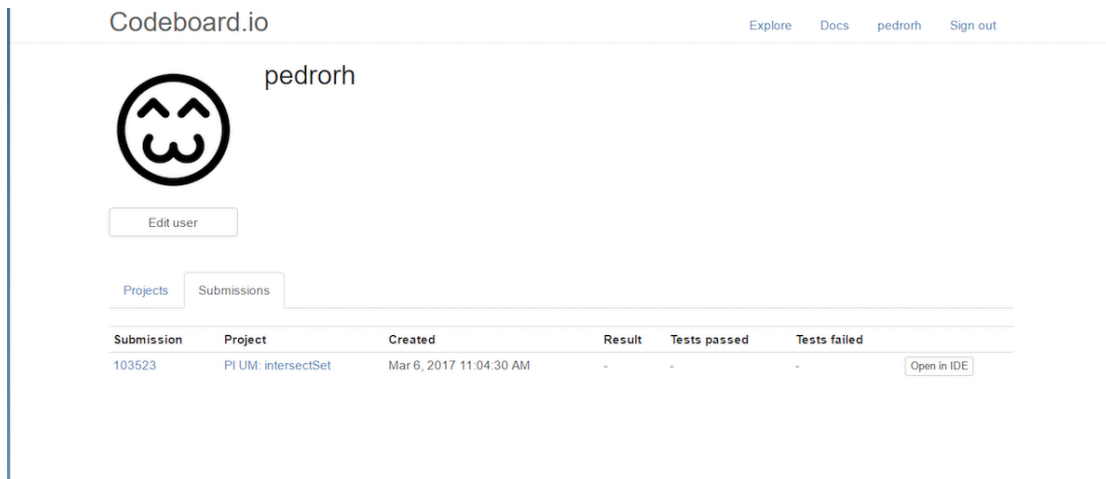 Codeboard.io Explore Docs pedrorh Sign out
pedrorh
Edit user
Projects Submissions
Submission Project Created Result Tests passed Tests failed
103523 PI UM: intersectSet Mar 6, 2017 11:04:30 AM - - - Open in IDE